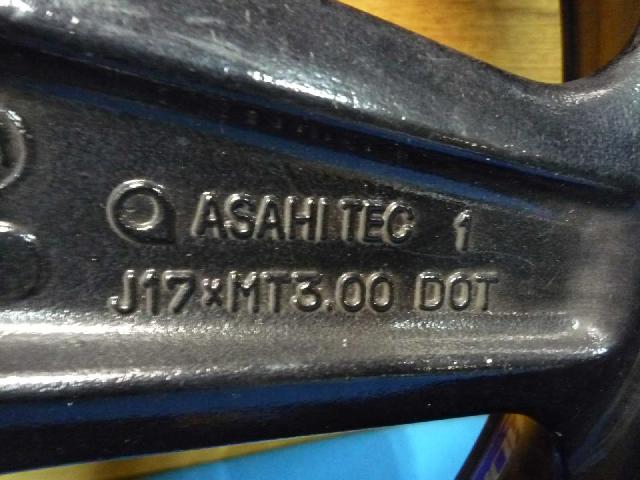 ASAHI TEC 1
J17×MT3.00 DOT